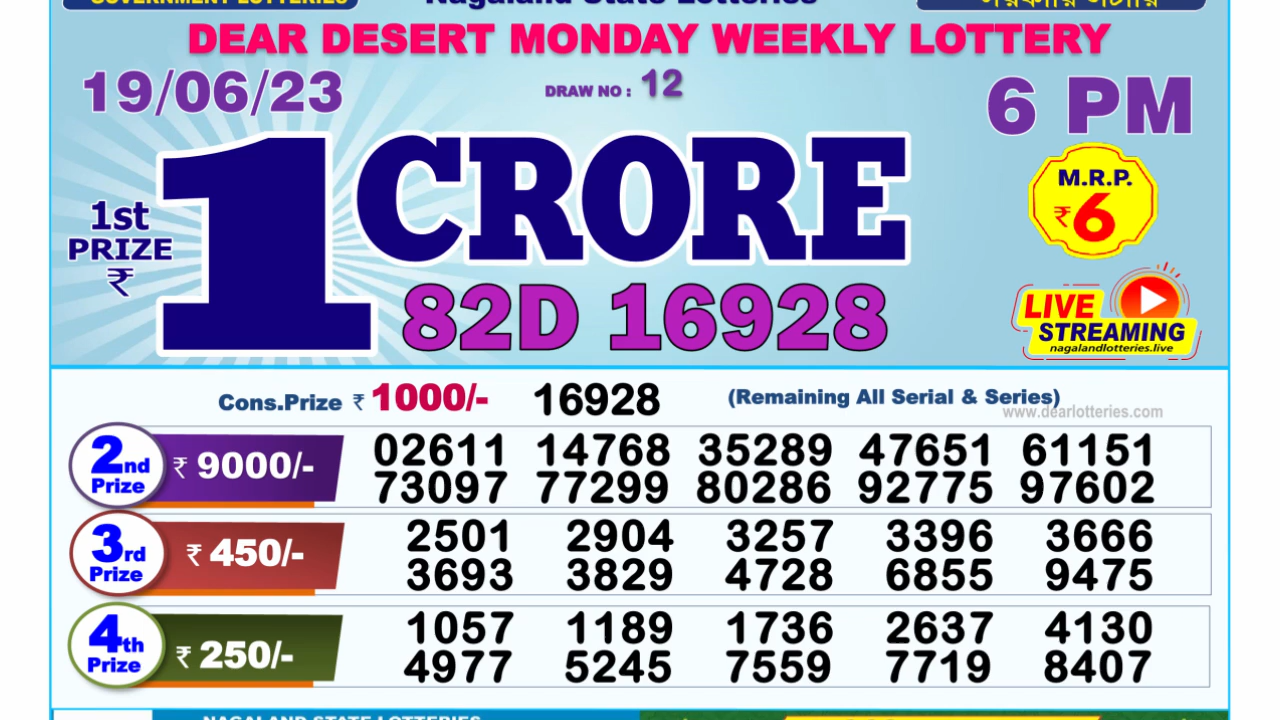 GOVERNMENT LOTTERIES
Nagaland State Lotteries
DEAR DESERT MONDAY WEEKLY LOTTERY
19/06/23
DRAW NO : 12
6 PM
1st
PRIZE
₹
1 CRORE
82D 16928
M.R.P.
₹6
LIVE
STREAMING
nagalandlotteries.live
Cons.Prize ₹ 1000/- 16928 (Remaining All Serial & Series)
www.dearlotteries.com
2nd Prize ₹ 9000/-
02611 14768 35289 47651 61151
73097 77299 80286 92775 97602
3rd Prize ₹ 450/-
2501 2904 3257 3396 3666
3693 3829 4728 6855 9475
4th Prize ₹ 250/-
1057 1189 1736 2637 4130
4977 5245 7559 7719 8407
NAGALAND STATE LOTTERIES